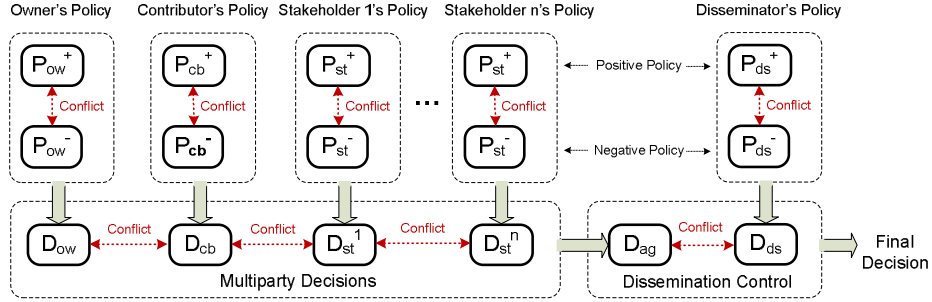 Owner's Policy Contributor's Policy Stakeholder 1's Policy Stakeholder n's Policy Disseminator's Policy
Pow+ Pcb+ Pst+ Pst+ Positive Policy Pds+
Conflict Conflict Conflict ... Conflict Conflict
Pow- Pcb- Pst- Pst- Negative Policy Pds-
Dow Conflict Dcb Conflict Dst1 Conflict Dstn Dag Conflict Dds Final
Decision
Multiparty Decisions Dissemination Control